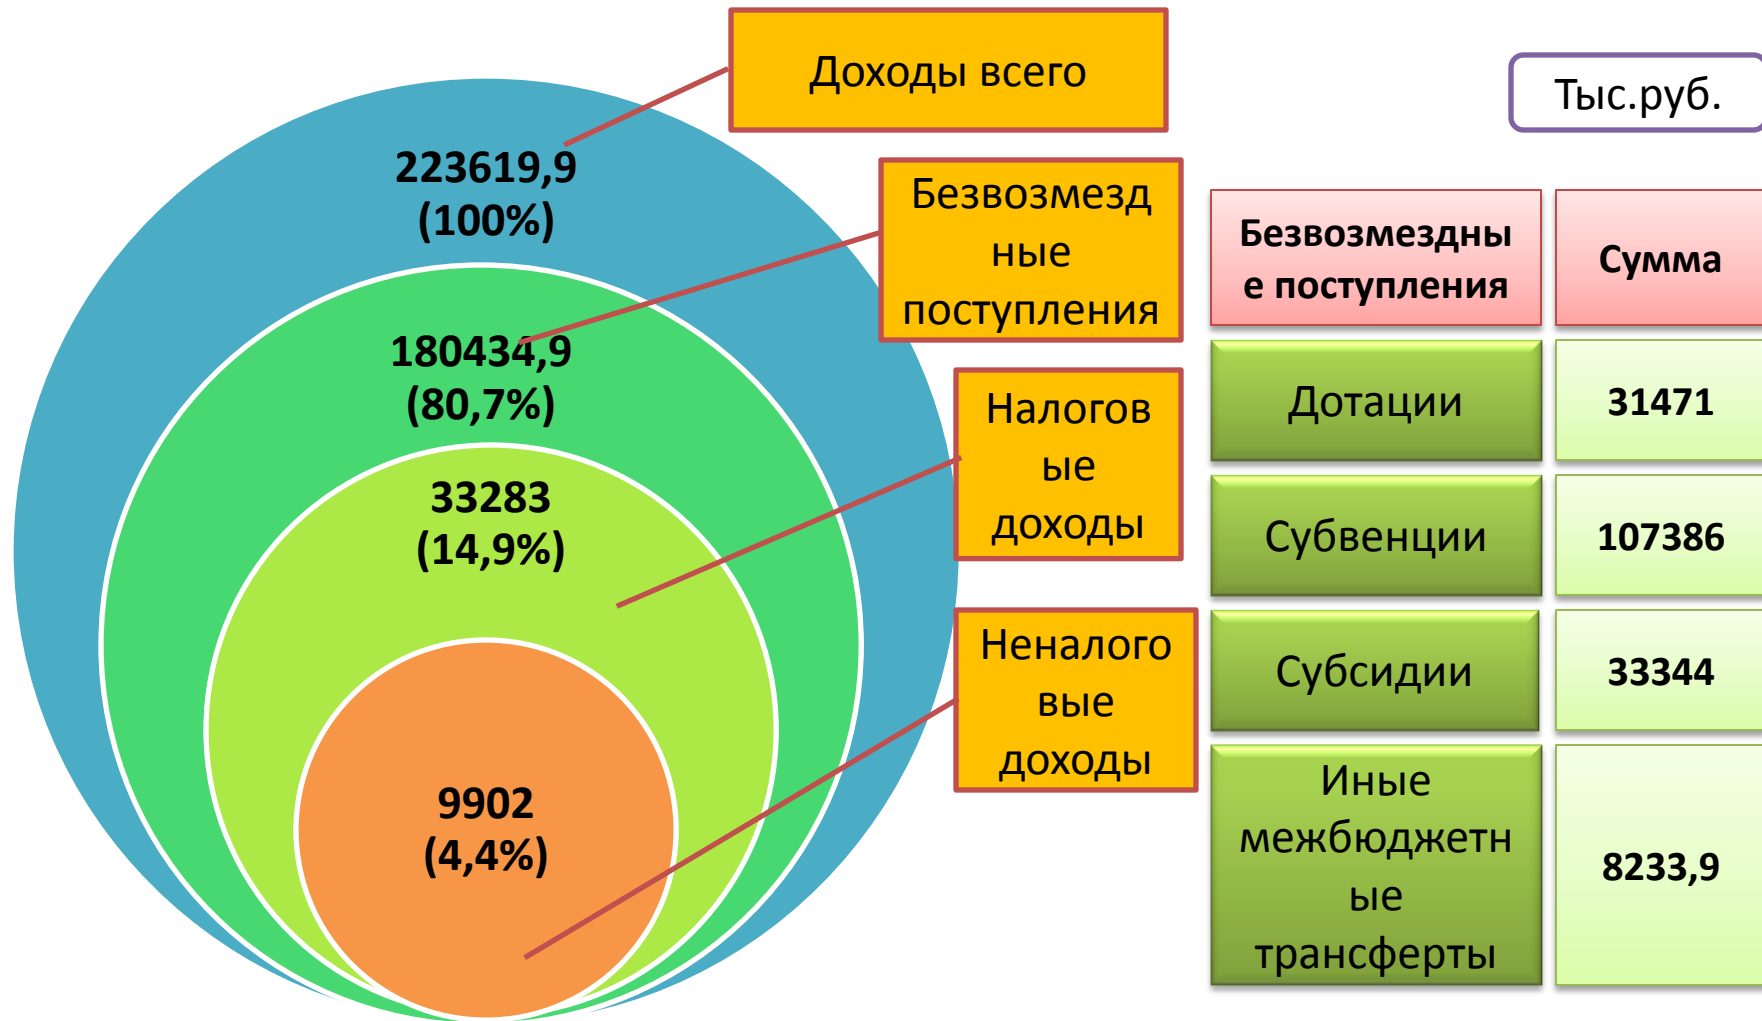 Доходы всего
Тыс.руб.
223619,9
(100%)
Безвозмезд
ные
поступления
180434,9
(80,7%)
Налогов
ые
доходы
33283
(14,9%)
Неналого
вые
доходы
9902
(4,4%)
Безвозмездны
е поступления
Сумма
Дотации
31471
Субвенции
107386
Субсидии
33344
Иные
межбюджетн
ые
трансферты
8233,9